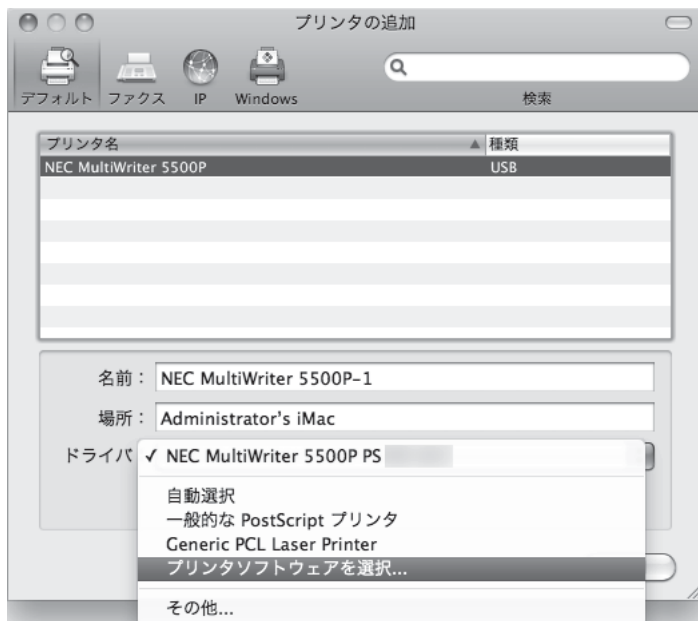 プリンタの追加
デフォルト ファクス IP Windows 検索
プリンタ名 種類
NEC MultiWriter 5500P USB
名前： NEC MultiWriter 5500P-1
場所： Administrator's iMac
ドライバ ✓ NEC MultiWriter 5500P PS
自動選択
一般的な PostScript プリンタ
Generic PCL Laser Printer
プリンタソフトウェアを選択...
その他...